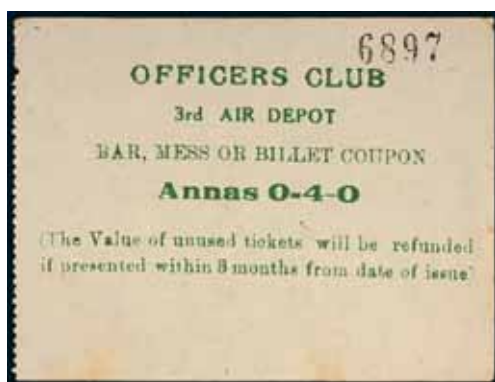 6897
OFFICERS CLUB
3rd AIR DEPOT
BAR, MESS OR BILLET COUPON
Annas 0-4-0
(The Value of unused tickets will be refunded
if presented within 3 months from date of issue)